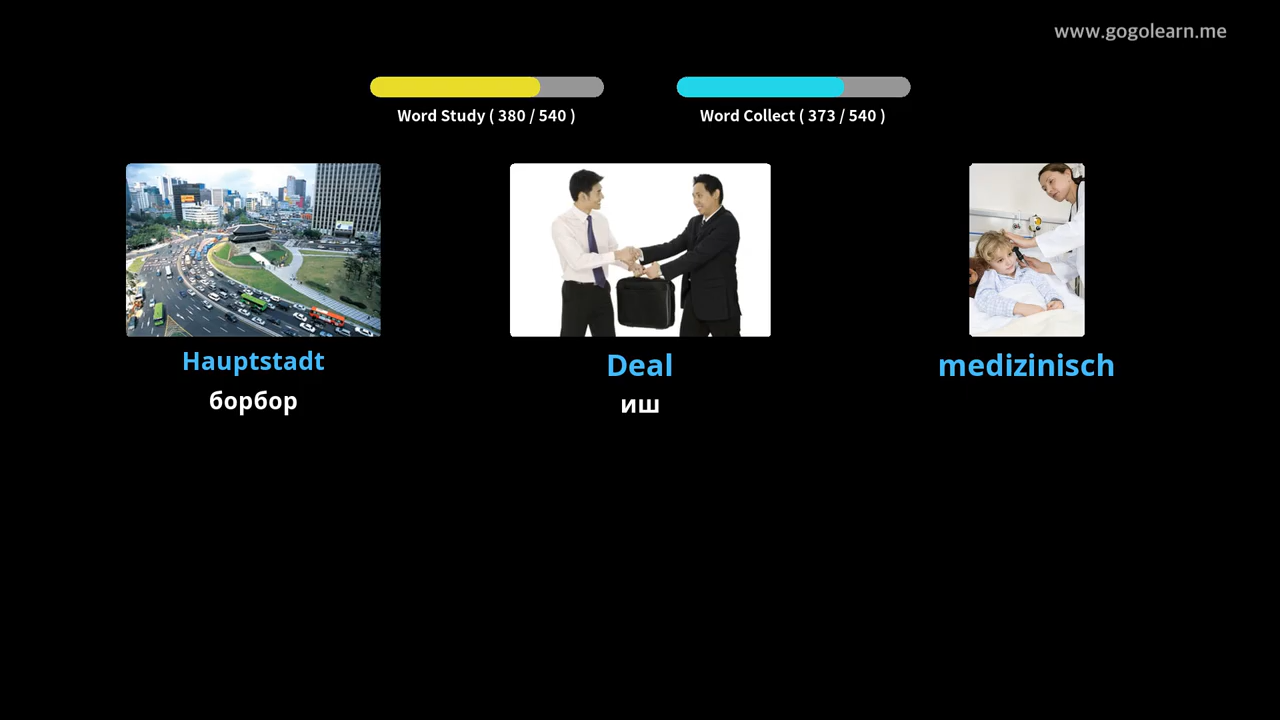 www.gogolearn.me
Word Study ( 380 / 540 )
Word Collect ( 373 / 540 )
Hauptstadt
борбор
Deal
иш
medizinisch